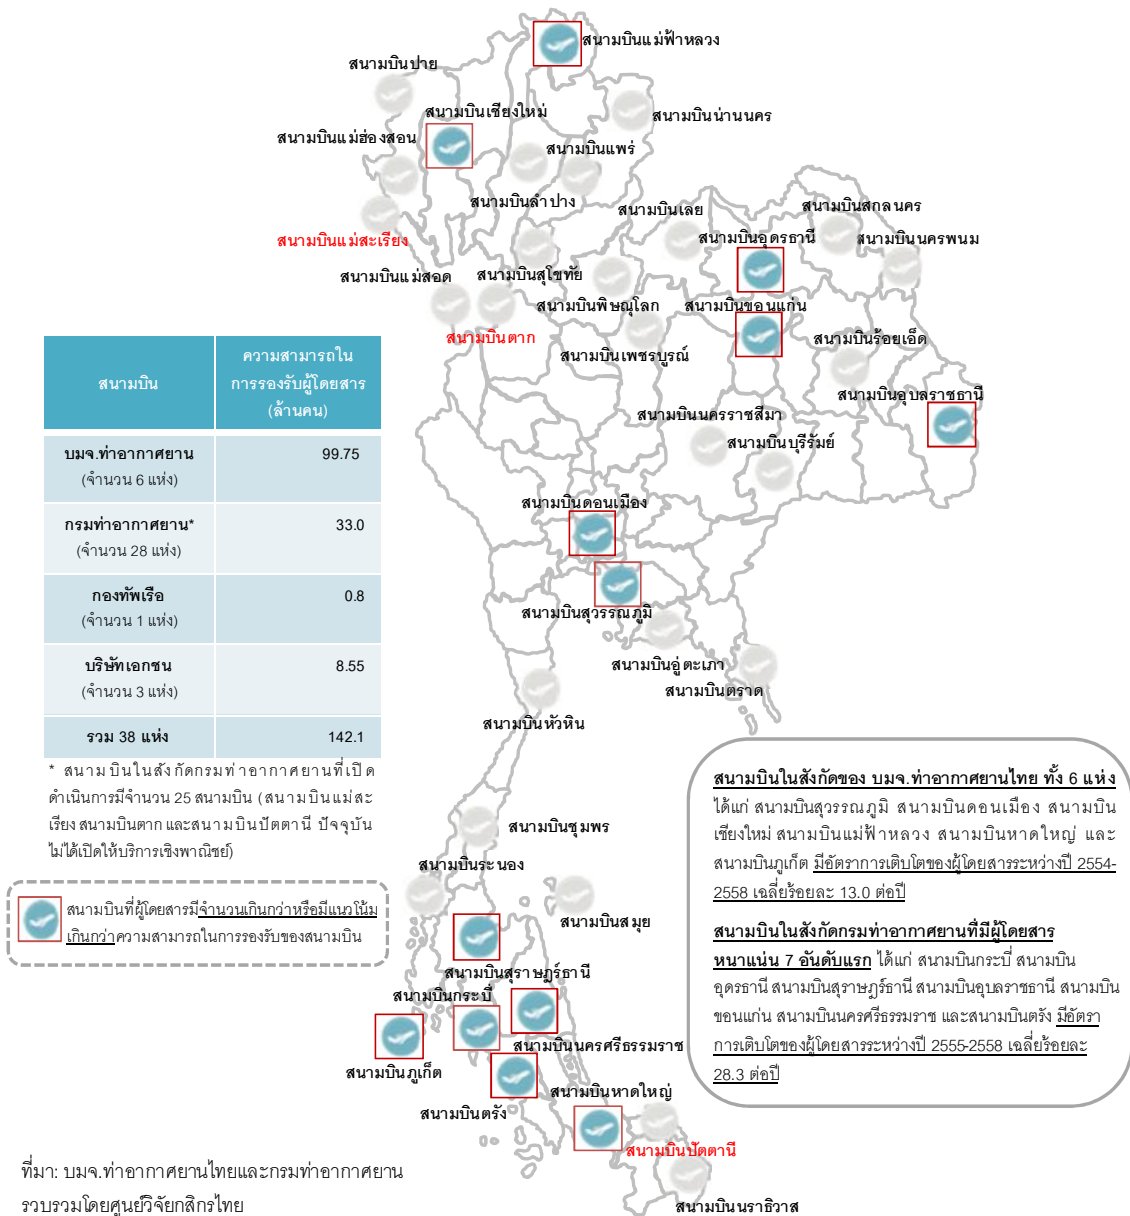 สนามบินแม่ฟ้าหลวง
สนามบินปาย
สนามบินเชียงใหม่
สนามบินน่านนคร
สนามบินแม่ฮ่องสอน
สนามบินแพร่
สนามบินลำปาง
สนามบินเลย
สนามบินสกลนคร
สนามบินแม่สะเรียง
สนามบินอุดรธานี
สนามบินนครพนม
สนามบินแม่สอด
สนามบินสุโขทัย
สนามบินพิษณุโลก
สนามบินขอนแก่น
สนามบินตาก
สนามบินเพชรบูรณ์
สนามบินร้อยเอ็ด
สนามบินอุบลราชธานี
สนามบินนครราชสีมา
สนามบินบุรีรัมย์
สนามบินดอนเมือง
สนามบินสุวรรณภูมิ
สนามบินอู่ตะเภา
สนามบินตราด
สนามบินหัวหิน
สนามบินชุมพร
สนามบินระนอง
สนามบินสมุย
สนามบินสุราษฎร์ธานี
สนามบินกระบี่
สนามบินนครศรีธรรมราช
สนามบินภูเก็ต
สนามบินตรัง
สนามบินหาดใหญ่
สนามบินปัตตานี
สนามบินนราธิวาส
สนามบิน ความสามารถใน
การรองรับผู้โดยสาร
(ล้านคน)
บมจ.ท่าอากาศยาน 99.75
(จำนวน 6 แห่ง)
กรมท่าอากาศยาน* 33.0
(จำนวน 28 แห่ง)
กองทัพเรือ 0.8
(จำนวน 1 แห่ง)
บริษัทเอกชน 8.55
(จำนวน 3 แห่ง)
รวม 38 แห่ง 142.1
* สนามบินในสังกัดกรมท่าอากาศยานที่เปิด
ดำเนินการมีจำนวน 25 สนามบิน (สนามบินแม่สะ
เรียง สนามบินตาก และสนามบินปัตตานี ปัจจุบัน
ไม่ได้เปิดให้บริการเชิงพาณิชย์)
สนามบินที่ผู้โดยสารมีจำนวนเกินกว่าหรือมีแนวโน้ม
เกินกว่าความสามารถในการรองรับของสนามบิน
สนามบินในสังกัดของ บมจ.ท่าอากาศยานไทย ทั้ง 6 แห่ง
ได้แก่ สนามบินสุวรรณภูมิ สนามบินดอนเมือง สนามบิน
เชียงใหม่ สนามบินแม่ฟ้าหลวง สนามบินหาดใหญ่ และ
สนามบินภูเก็ต มีอัตราการเติบโตของผู้โดยสารระหว่างปี 2554-
2558 เฉลี่ยร้อยละ 13.0 ต่อปี
สนามบินในสังกัดกรมท่าอากาศยานที่มีผู้โดยสาร
หนาแน่น 7 อันดับแรก ได้แก่ สนามบินกระบี่ สนามบิน
อุดรธานี สนามบินสุราษฎร์ธานี สนามบินอุบลราชธานี สนามบิน
ขอนแก่น สนามบินนครศรีธรรมราช และสนามบินตรัง มีอัตรา
การเติบโตของผู้โดยสารระหว่างปี 2555-2558 เฉลี่ยร้อยละ
28.3 ต่อปี
ที่มา: บมจ.ท่าอากาศยานไทยและกรมท่าอากาศยาน
รวบรวมโดยศูนย์วิจัยกสิกรไทย